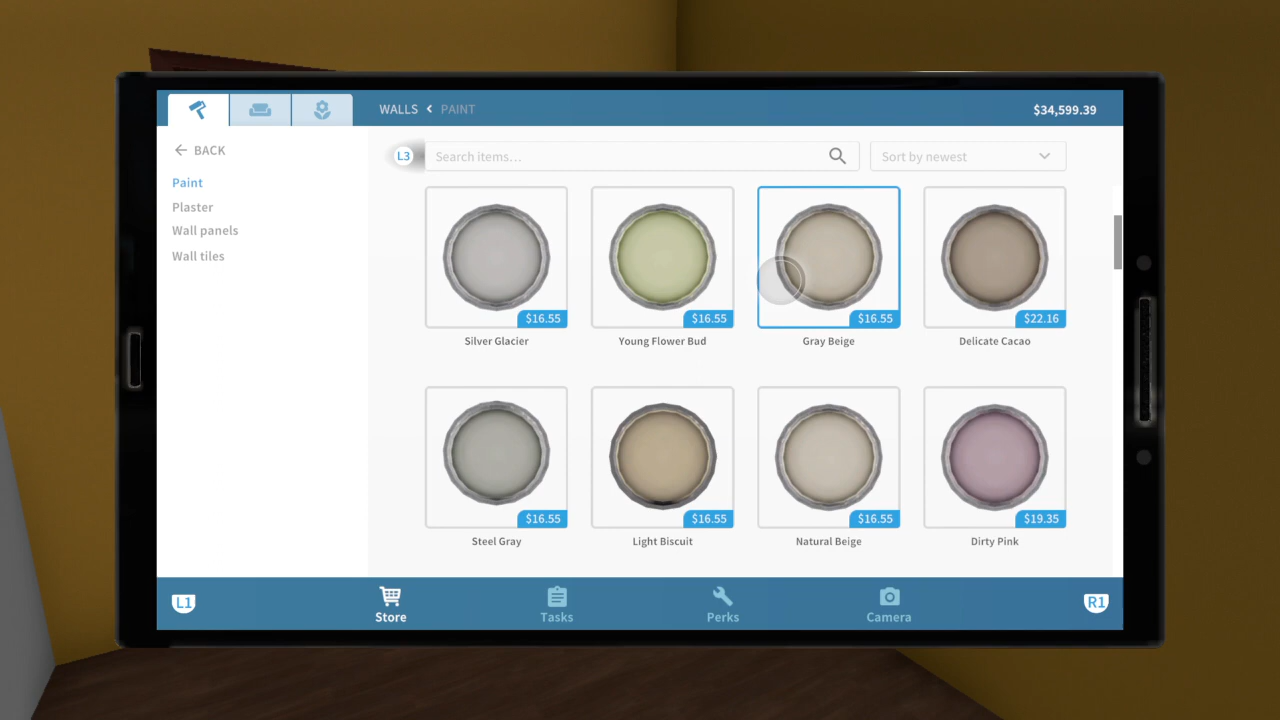 WALLS < PAINT
$34,599.39
BACK
Paint
Plaster
Wall panels
Wall tiles
L3
Search items...
Sort by newest
$16.55
$16.55
$16.55
$22.16
Silver Glacier
Young Flower Bud
Gray Beige
Delicate Cacao
$16.55
$16.55
$16.55
$19.35
Steel Gray
Light Biscuit
Natural Beige
Dirty Pink
L1
Store
Tasks
Perks
Camera
R1